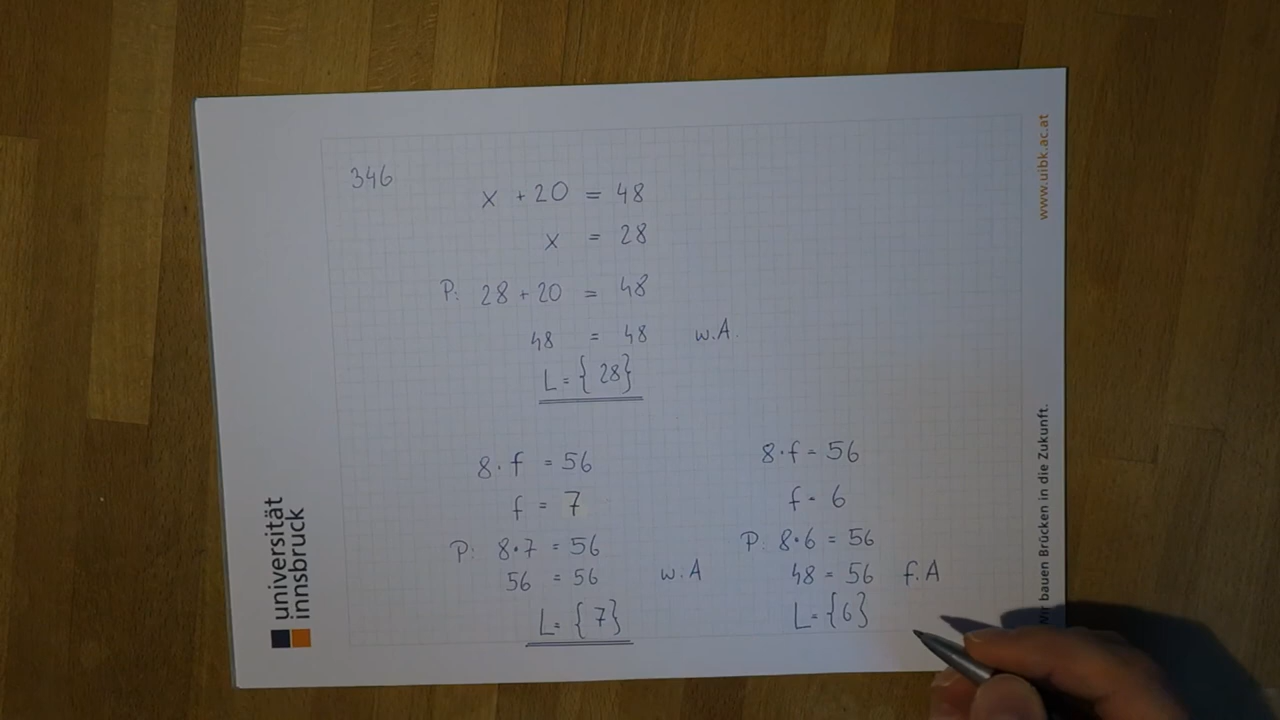 346
x + 20 = 48
x = 28
P: 28 + 20 = 48
48 = 48 w.A.
L = {28}
8 · f = 56
f = 7
P: 8 · 7 = 56
56 = 56 w.A
L = {7}
8 · f = 56
f = 6
P: 8 · 6 = 56
48 = 56 f.A
L = {6}
universität
innsbruck
www.uibk.ac.at
Wir bauen Brücken in die Zukunft.